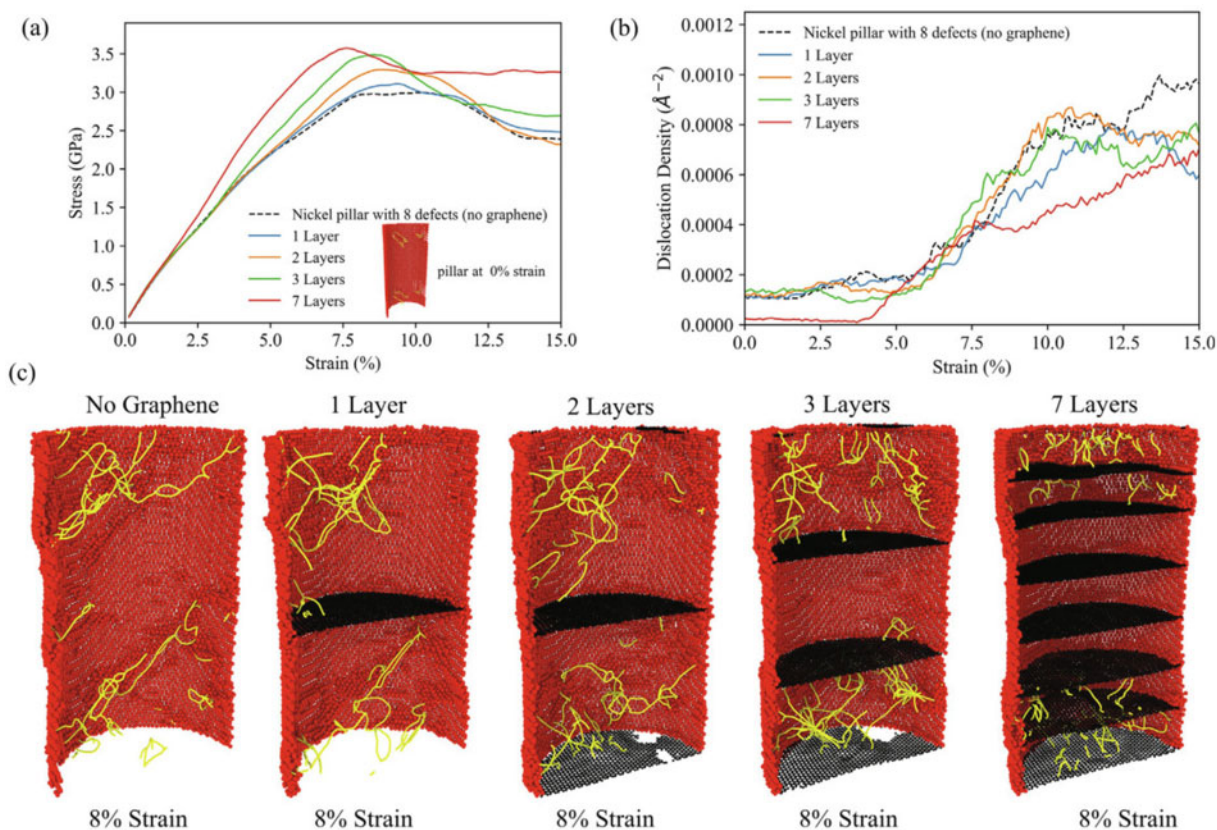 (a)
3.5
3.0
2.5
2.0
1.5
1.0
0.5
0.0
Stress (GPa)
Nickel pillar with 8 defects (no graphene)
1 Layer
2 Layers
3 Layers
7 Layers
pillar at 0% strain
0 2.5 5.0 7.5 10.0 12.5 15.0
Strain (%)
(b)
0.0012
0.0010
0.0008
0.0006
0.0004
0.0002
0.0000
Dislocation Density (Å⁻²)
Nickel pillar with 8 defects (no graphene)
1 Layer
2 Layers
3 Layers
7 Layers
0.0 2.5 5.0 7.5 10.0 12.5 15.0
Strain (%)
(c)
No Graphene 1 Layer 2 Layers 3 Layers 7 Layers
8% Strain 8% Strain 8% Strain 8% Strain 8% Strain